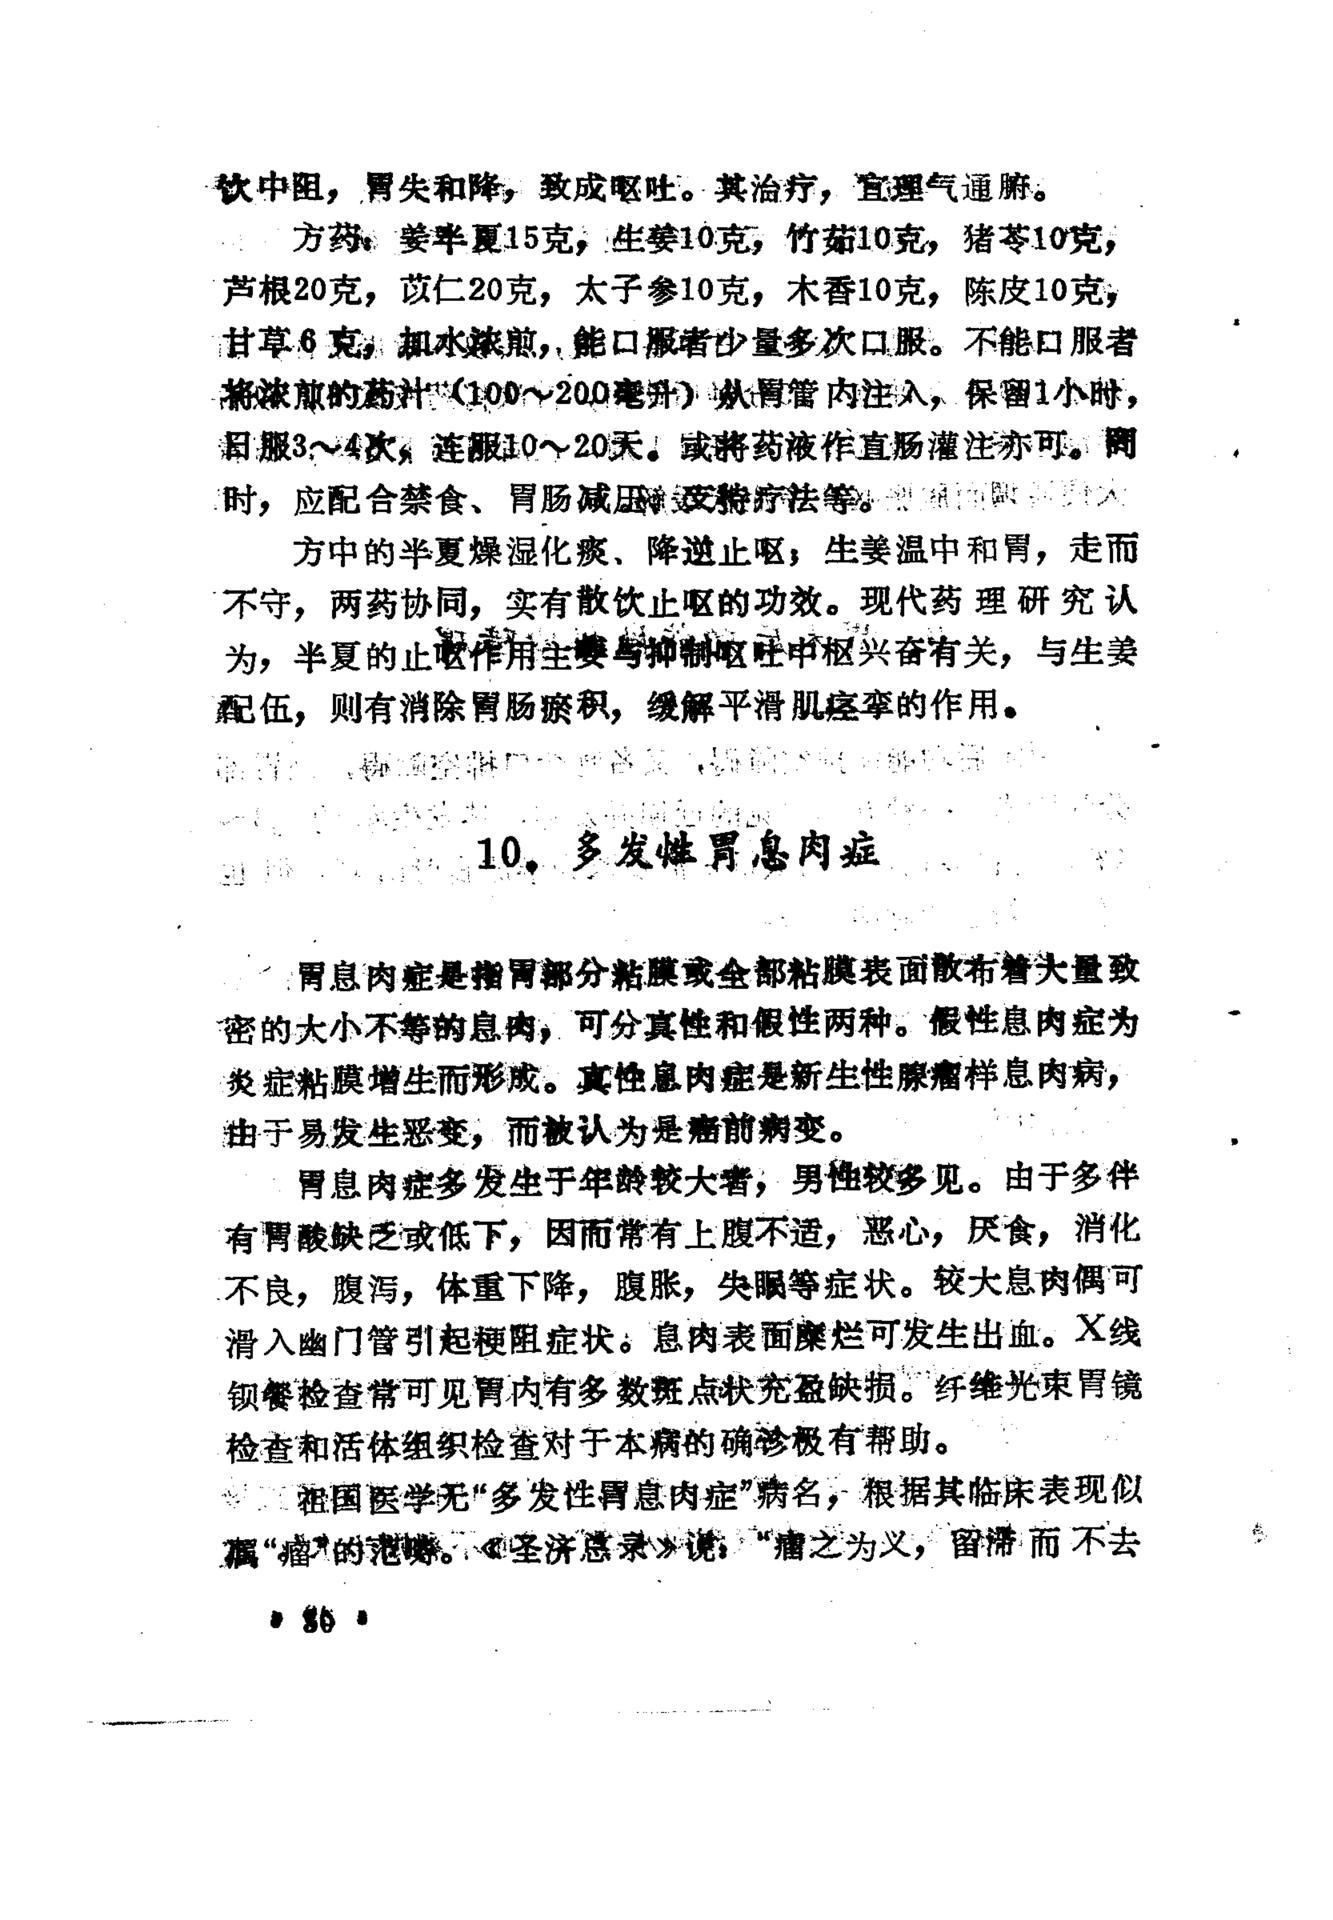 饮中阻，胃失和降，致成呕吐。其治疗，宜理气通腑。
方药：姜半夏15克，生姜10克，竹茹10克，猪苓10克，
芦根20克，苡仁20克，太子参10克，木香10克，陈皮10克，
甘草6克，加水浓煎，能口服者少量多次口服。不能口服者
将浓煎的药汁（100～200毫升）从胃管内注入，保留1小时，
日服3～4次，连服10～20天。或将药液作直肠灌注亦可。同
时，应配合禁食、胃肠减压、支持疗法等。
方中的半夏燥湿化痰、降逆止呕；生姜温中和胃，走而
不守，两药协同，实有散饮止呕的功效。现代药理研究认
为，半夏的止呕作用主要与抑制呕吐中枢兴奋有关，与生姜
配伍，则有消除胃肠瘀积，缓解平滑肌痉挛的作用。
10．多发性胃息肉症
胃息肉症是指胃部分粘膜或全部粘膜表面散布着大量致
密的大小不等的息肉，可分真性和假性两种。假性息肉症为
炎症粘膜增生而形成。真性息肉症是新生性腺瘤样息肉病，
由于易发生恶变，而被认为是癌前病变。
胃息肉症多发生于年龄较大者，男性较多见。由于多伴
有胃酸缺乏或低下，因而常有上腹不适，恶心，厌食，消化
不良，腹泻，体重下降，腹胀，失眠等症状。较大息肉偶可
滑入幽门管引起梗阻症状。息肉表面糜烂可发生出血。X线
钡餐检查常可见胃内有多数斑点状充盈缺损。纤维光束胃镜
检查和活体组织检查对于本病的确诊极有帮助。
祖国医学无“多发性胃息肉症”病名，根据其临床表现似
属“瘤”的范畴。《圣济总录》说：“瘤之为义，留滞而不去
• 80 •